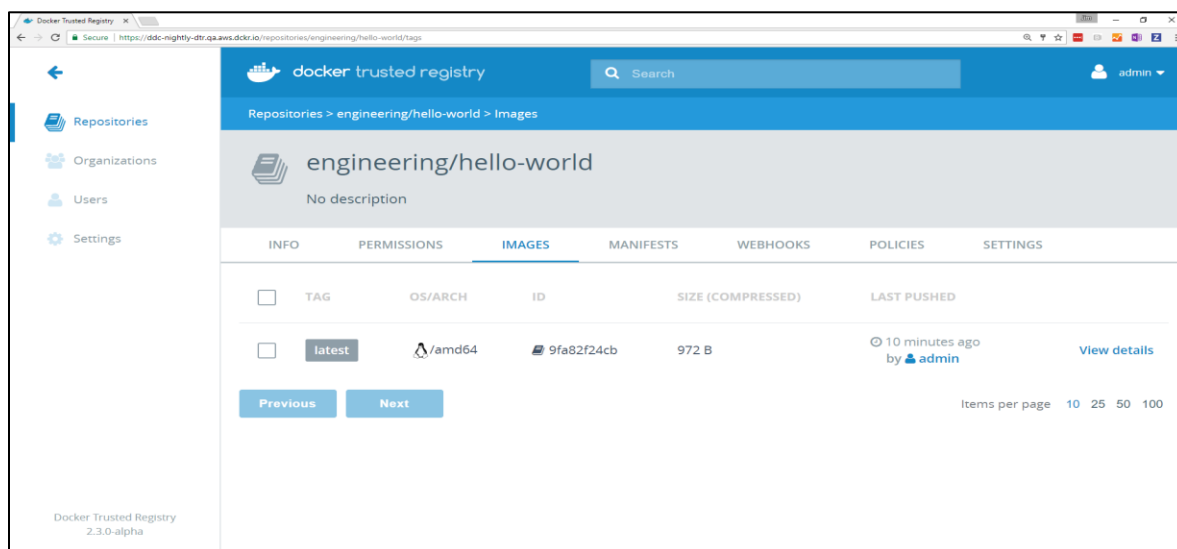 Docker Trusted Registry
Secure | https://ddc-nightly-dtr.qa.aws.dckr.io/repositories/engineering/hello-world/tags
docker trusted registry
Search
admin
Repositories > engineering/hello-world > Images
Repositories
Organizations
Users
Settings
engineering/hello-world
No description
INFO PERMISSIONS IMAGES MANIFESTS WEBHOOKS POLICIES SETTINGS
TAG OS/ARCH ID SIZE (COMPRESSED) LAST PUSHED
latest /amd64 9fa82f24cb 972 B 10 minutes ago
by admin
View details
Previous Next Items per page 10 25 50 100
Docker Trusted Registry
2.3.0-alpha